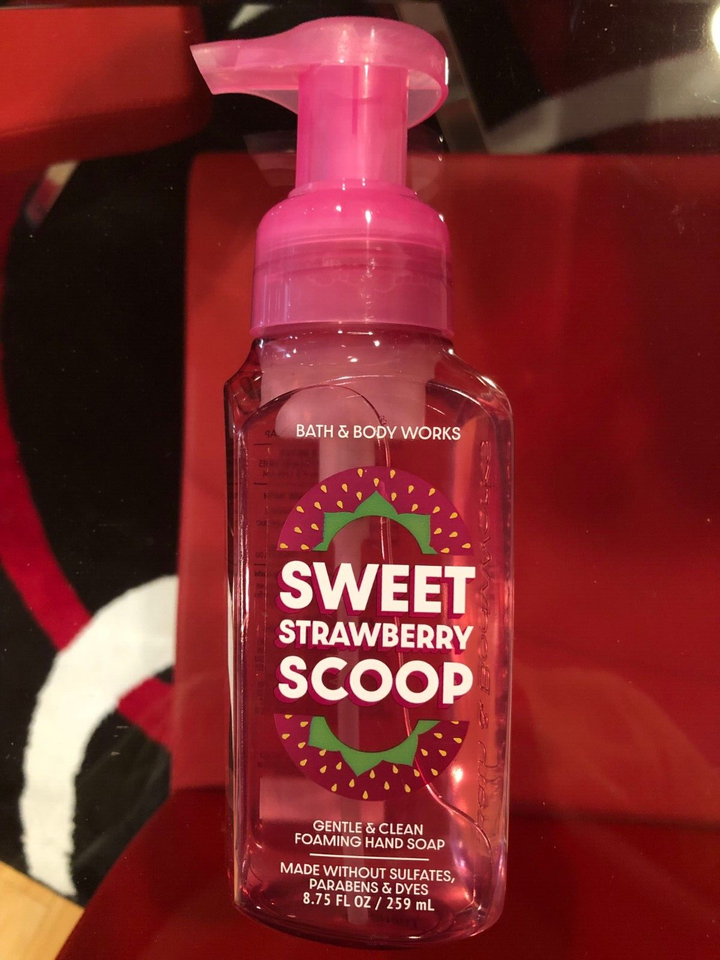 BATH & BODY WORKS
SWEET
STRAWBERRY
SCOOP
GENTLE & CLEAN
FOAMING HAND SOAP
MADE WITHOUT SULFATES,
PARABENS & DYES
8.75 FL OZ / 259 mL